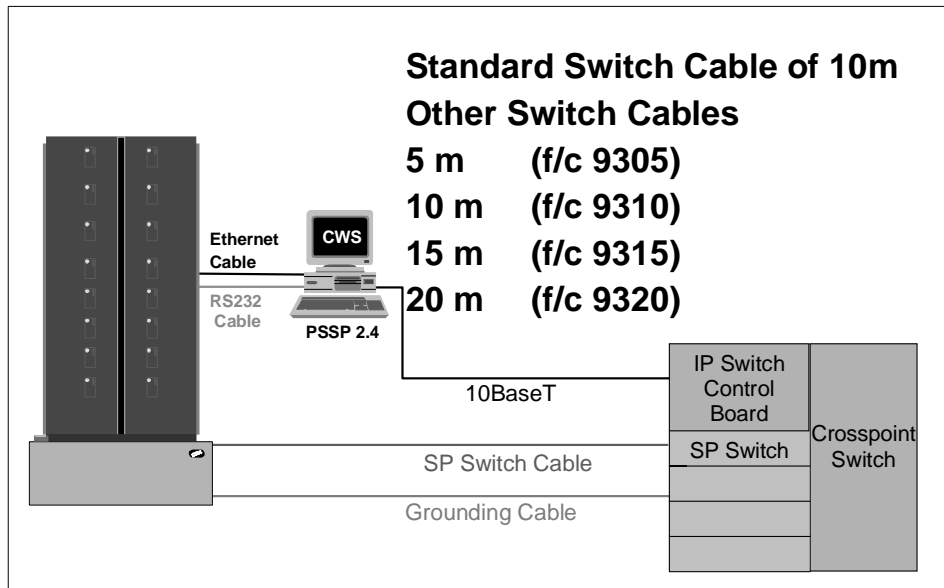 Standard Switch Cable of 10m
Other Switch Cables
5 m (f/c 9305)
10 m (f/c 9310)
15 m (f/c 9315)
20 m (f/c 9320)
Ethernet
Cable
CWS
RS232
Cable
PSSP 2.4
10BaseT
IP Switch
Control
Board
SP Switch
Crosspoint
Switch
SP Switch Cable
Grounding Cable